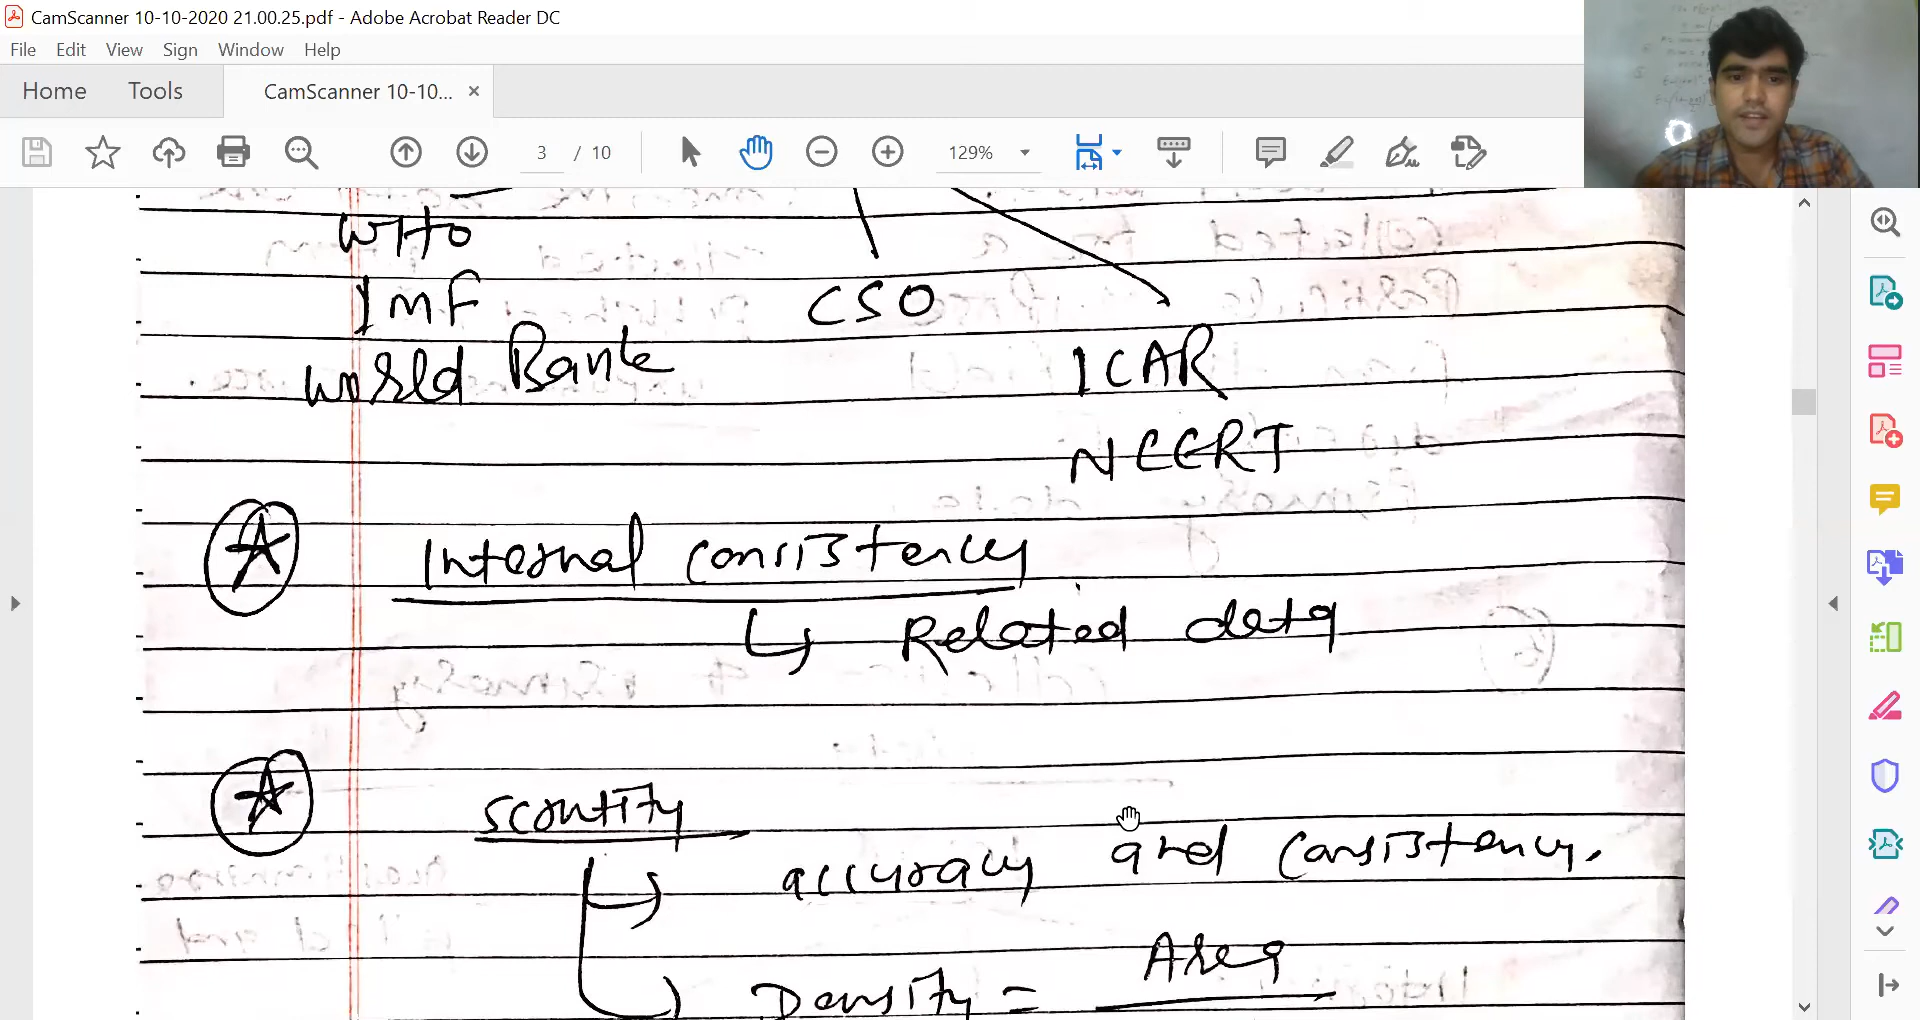 CamScanner 10-10-2020 21.00.25.pdf - Adobe Acrobat Reader DC
File Edit View Sign Window Help
Home Tools CamScanner 10-10... ×
3 / 10 129%
WHO
IMF
World Bank
CSO
ICAR
NCERT
Internal consistency
Related data
scoutity
accuracy and consistency.
Density = Area